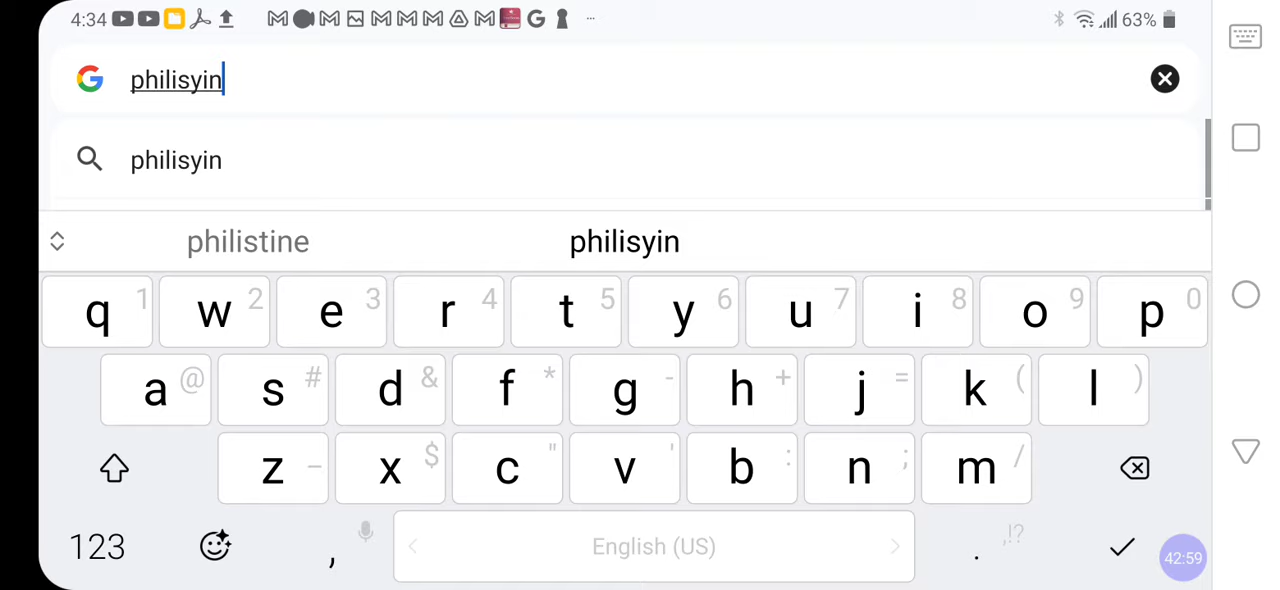 4:34 63%
philisyin
philisyin
philistine philisyin
q 1 w 2 e 3 r 4 t 5 y 6 u 7 i 8 o 9 p 0
a @ s # d & f * g - h + j = k ( l )
z – x $ c " v ' b : n ; m /
123 , English (US) . ,!?
42:59